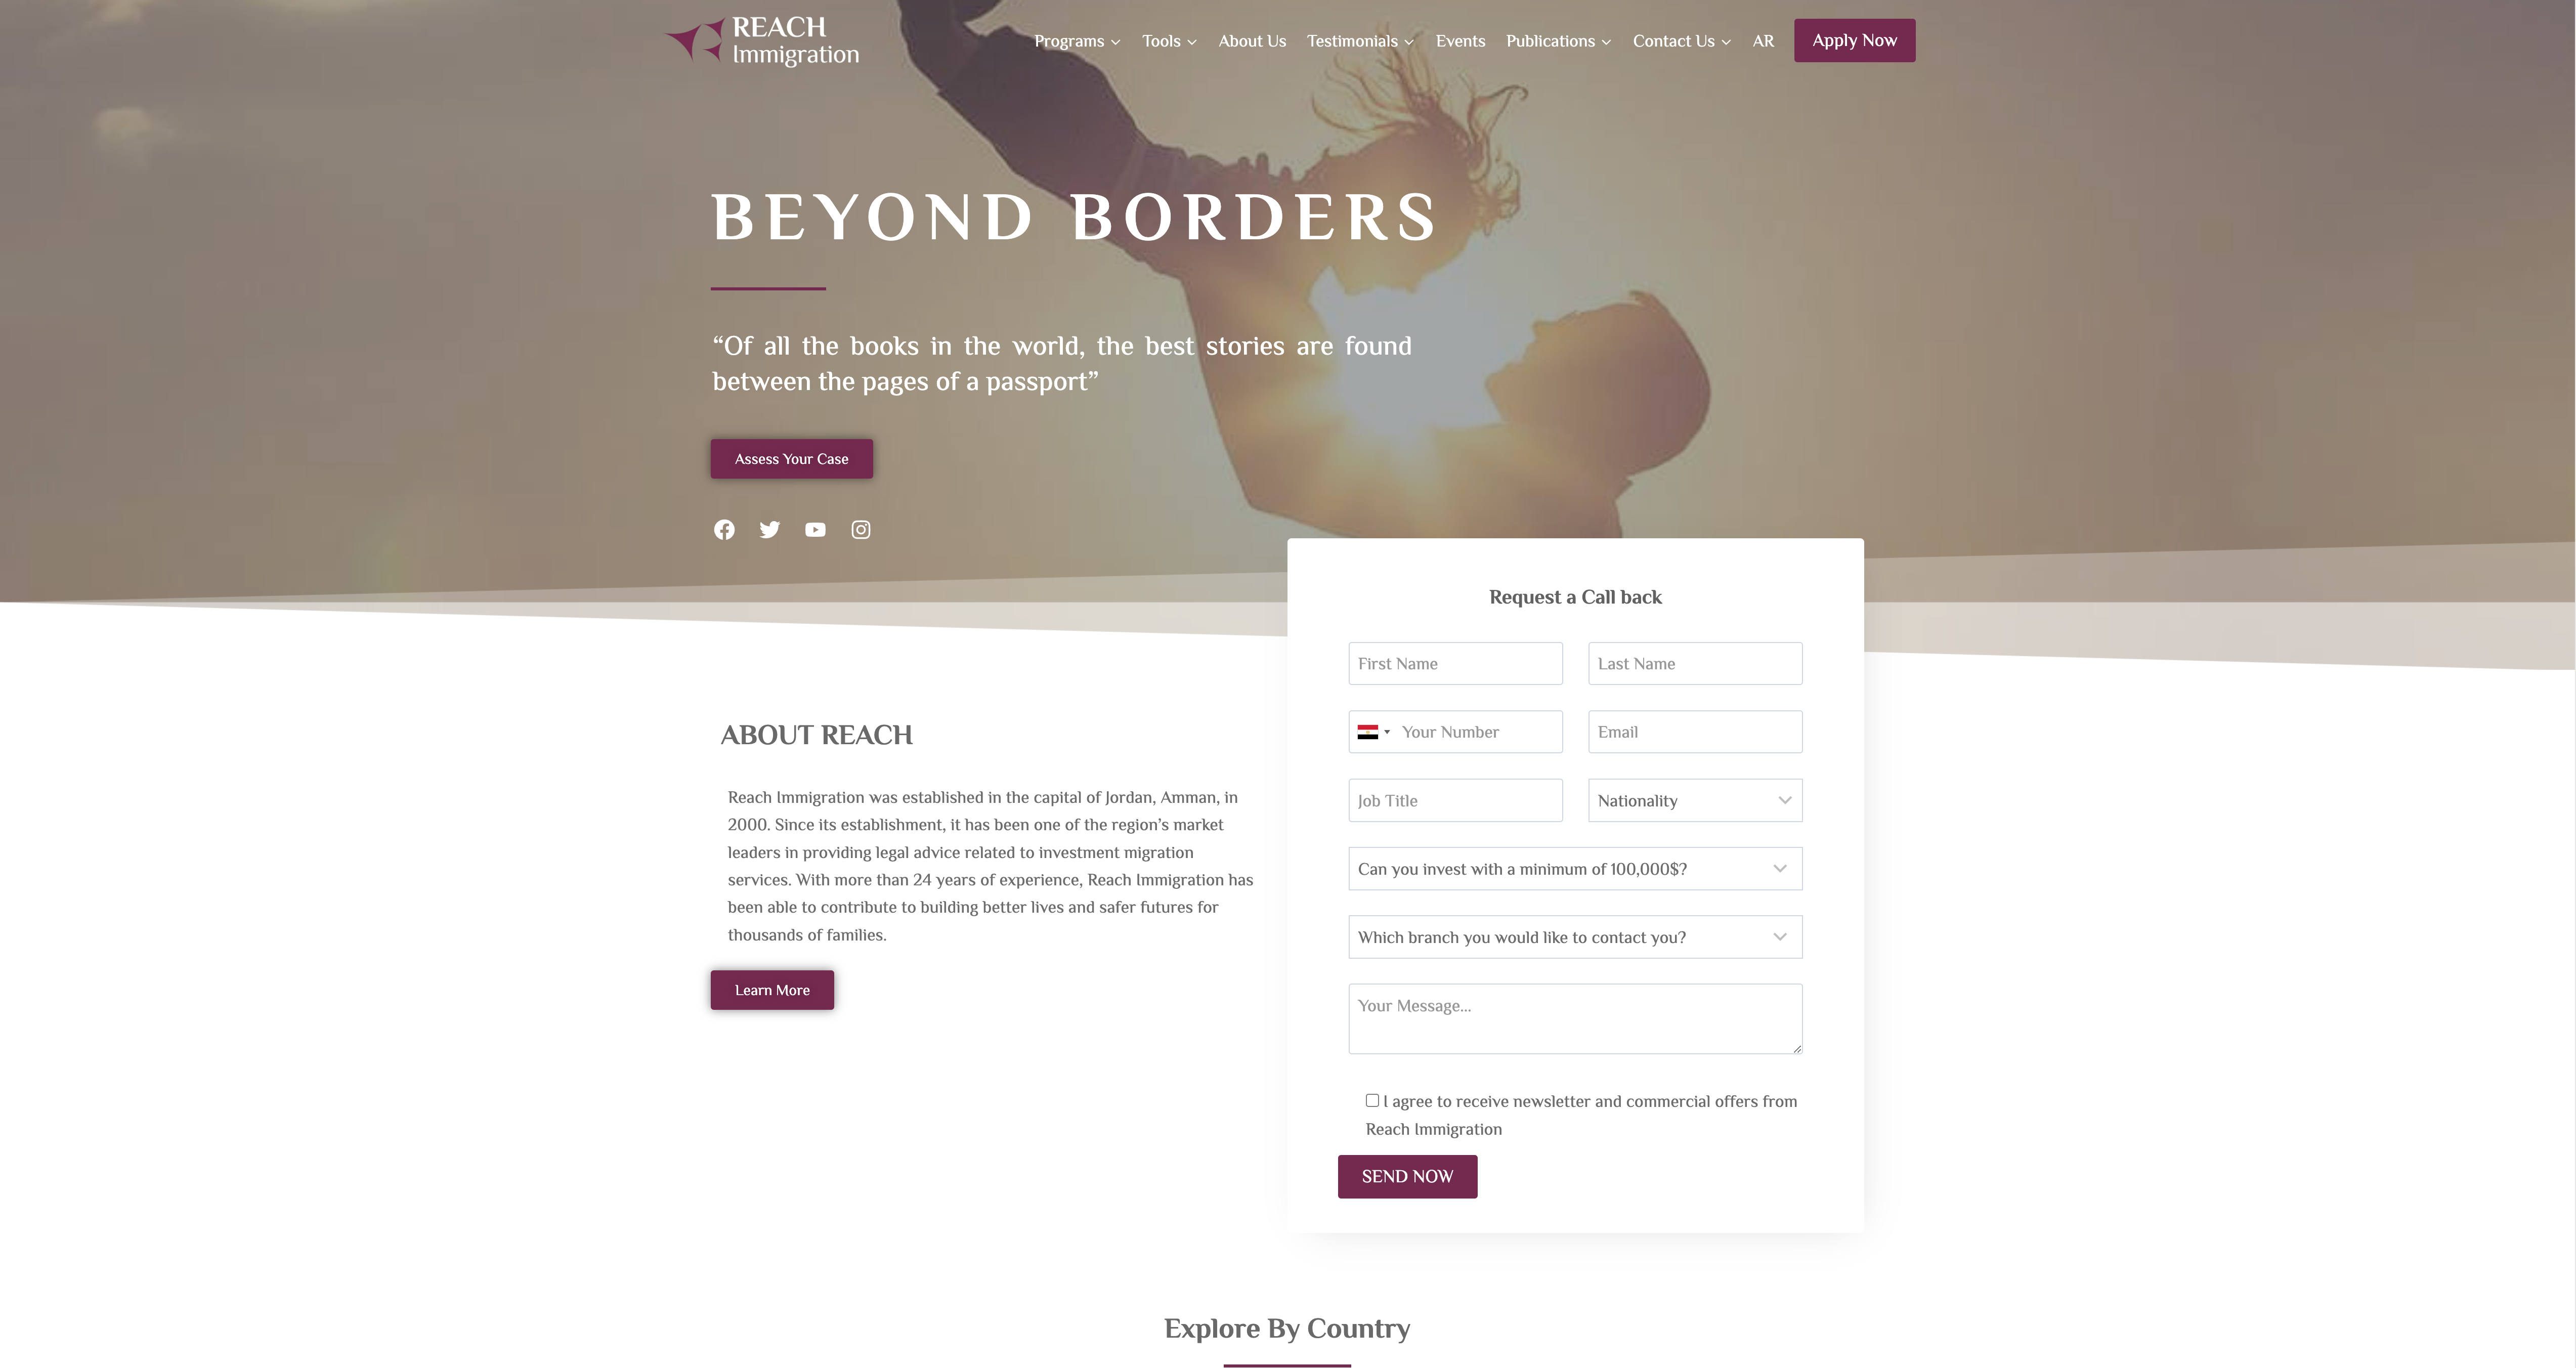 REACH
Immigration
Programs
Tools
About Us
Testimonials
Events
Publications
Contact Us
AR
Apply Now
BEYOND BORDERS
“Of all the books in the world, the best stories are found
between the pages of a passport”
Assess Your Case
Request a Call back
First Name
Last Name
Your Number
Email
Job Title
Nationality
Can you invest with a minimum of 100,000$?
Which branch you would like to contact you?
Your Message...
I agree to receive newsletter and commercial offers from
Reach Immigration
SEND NOW
ABOUT REACH
Reach Immigration was established in the capital of Jordan, Amman, in
2000. Since its establishment, it has been one of the region’s market
leaders in providing legal advice related to investment migration
services. With more than 24 years of experience, Reach Immigration has
been able to contribute to building better lives and safer futures for
thousands of families.
Learn More
Explore By Country